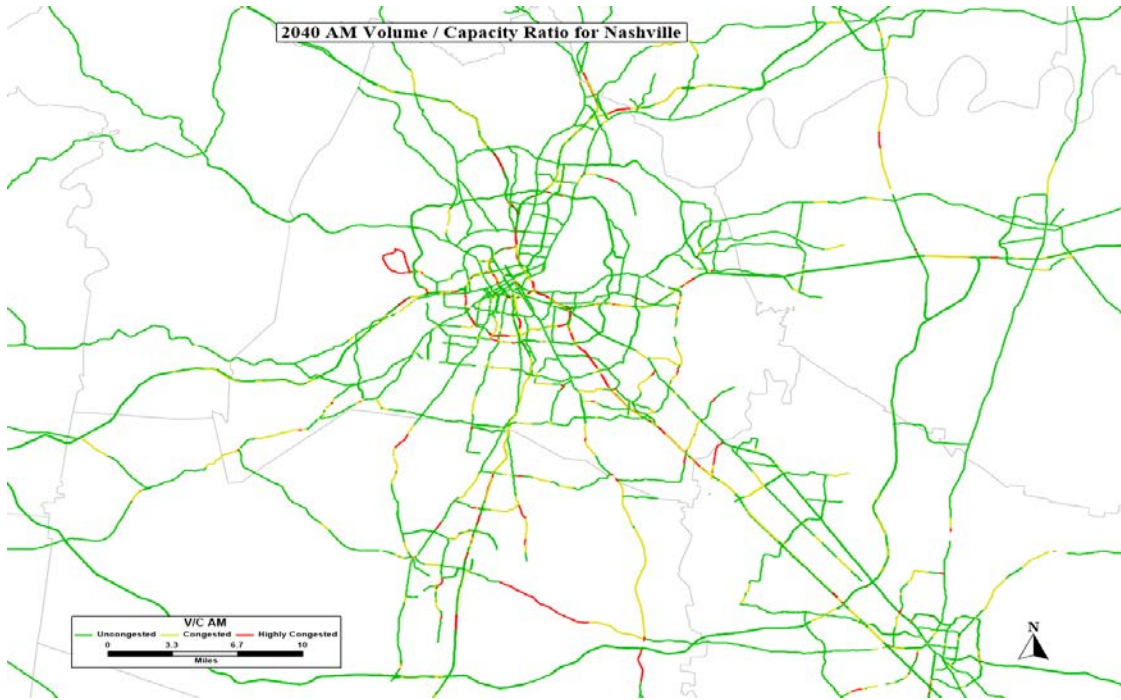 2040 AM Volume / Capacity Ratio for Nashville
V/C AM
Uncongested Congested Highly Congested
0 3.3 6.7 10
Miles
N